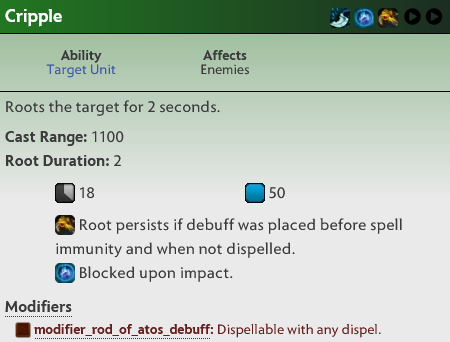 Cripple
Ability
Target Unit
Affects
Enemies
Roots the target for 2 seconds.
Cast Range: 1100
Root Duration: 2
18
50
Root persists if debuff was placed before spell
immunity and when not dispelled.
Blocked upon impact.
Modifiers
modifier_rod_of_atos_debuff: Dispellable with any dispel.